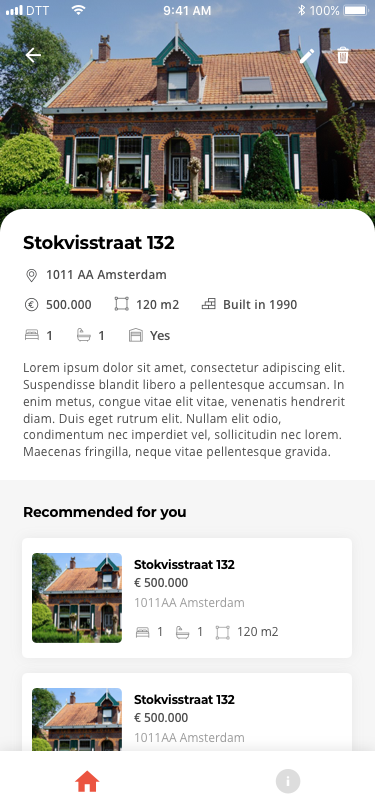 DTT 9:41 AM 100%
Stokvisstraat 132
1011 AA Amsterdam
€ 500.000 120 m2 Built in 1990
1 1 Yes
Lorem ipsum dolor sit amet, consectetur adipiscing elit.
Suspendisse blandit libero a pellentesque accumsan. In
enim metus, congue vitae elit vitae, venenatis hendrerit
diam. Duis eget rutrum elit. Nullam elit odio,
condimentum nec imperdiet vel, sollicitudin nec lorem.
Maecenas fringilla, neque vitae pellentesque gravida.
Recommended for you
Stokvisstraat 132
€ 500.000
1011AA Amsterdam
1 1 120 m2
Stokvisstraat 132
€ 500.000
1011AA Amsterdam